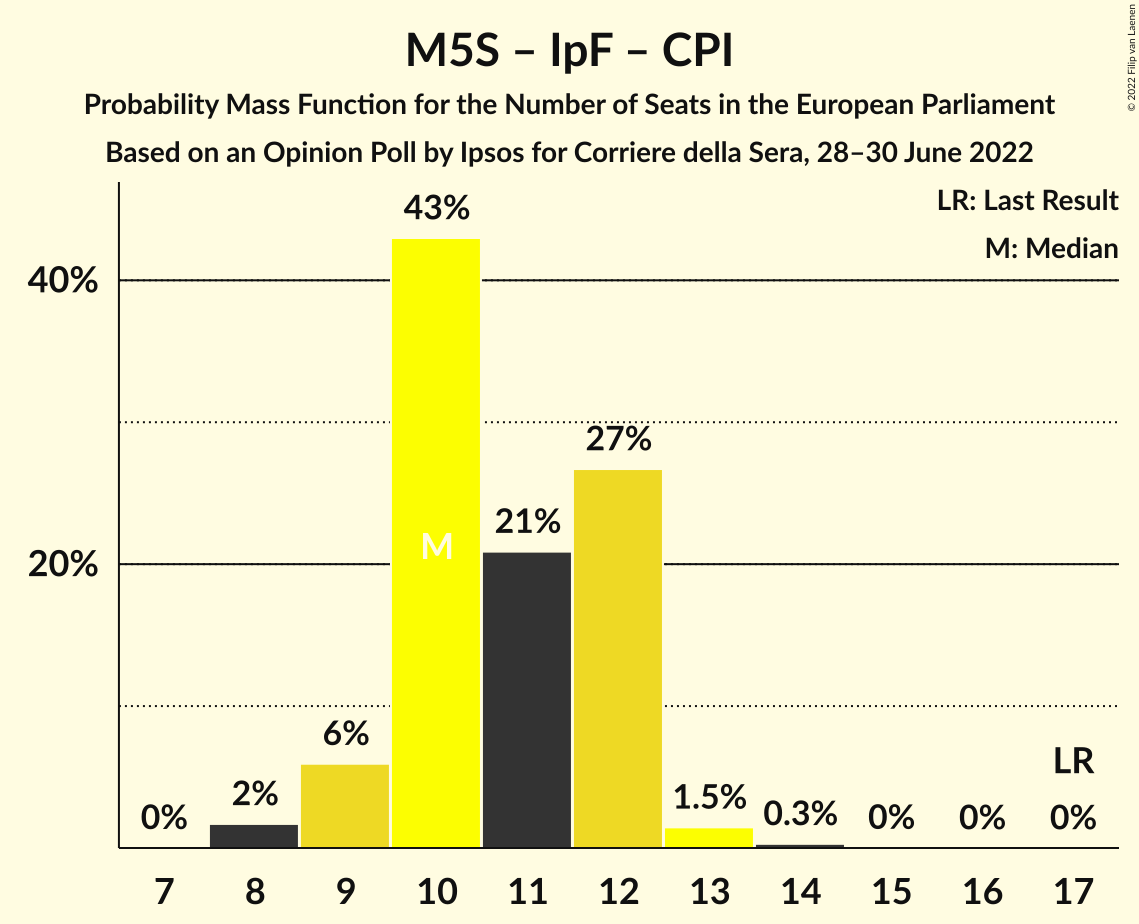 M5S – IpF – CPI
Probability Mass Function for the Number of Seats in the European Parliament
Based on an Opinion Poll by Ipsos for Corriere della Sera, 28–30 June 2022
© 2022 Filip van Laenen
LR: Last Result
M: Median
40%
20%
0%
2%
6%
43%
M
21%
27%
1.5%
0.3%
0%
0%
LR
0%
7 8 9 10 11 12 13 14 15 16 17